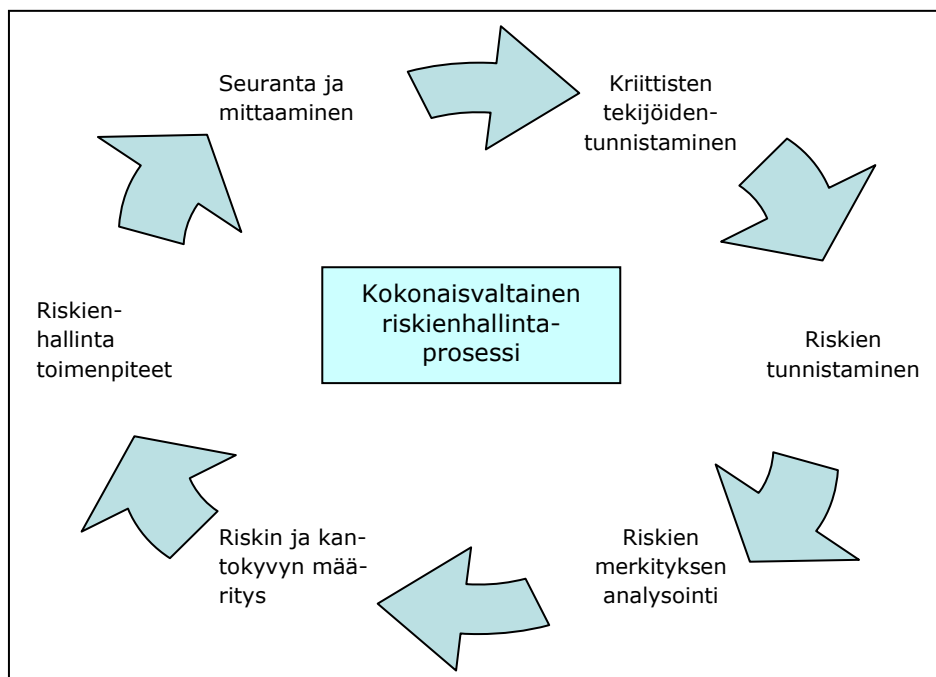 Seuranta ja
mittaaminen
Kriittisten
tekijöiden-
tunnistaminen
Kokonaisvaltainen
riskienhallinta-
prosessi
Riskien-
hallinta
toimenpiteet
Riskien
tunnistaminen
Riskin ja kan-
tokyvyn mää-
ritys
Riskien
merkityksen
analysointi